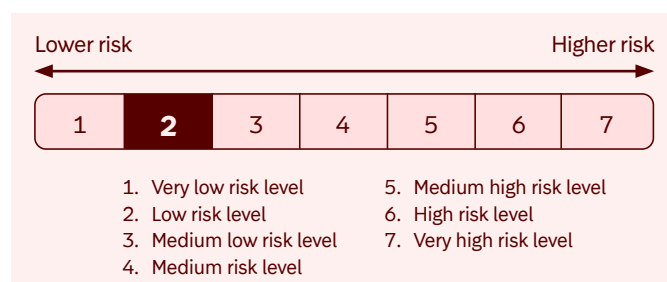 Lower risk Higher risk
1 2 3 4 5 6 7
1. Very low risk level
2. Low risk level
3. Medium low risk level
4. Medium risk level
5. Medium high risk level
6. High risk level
7. Very high risk level